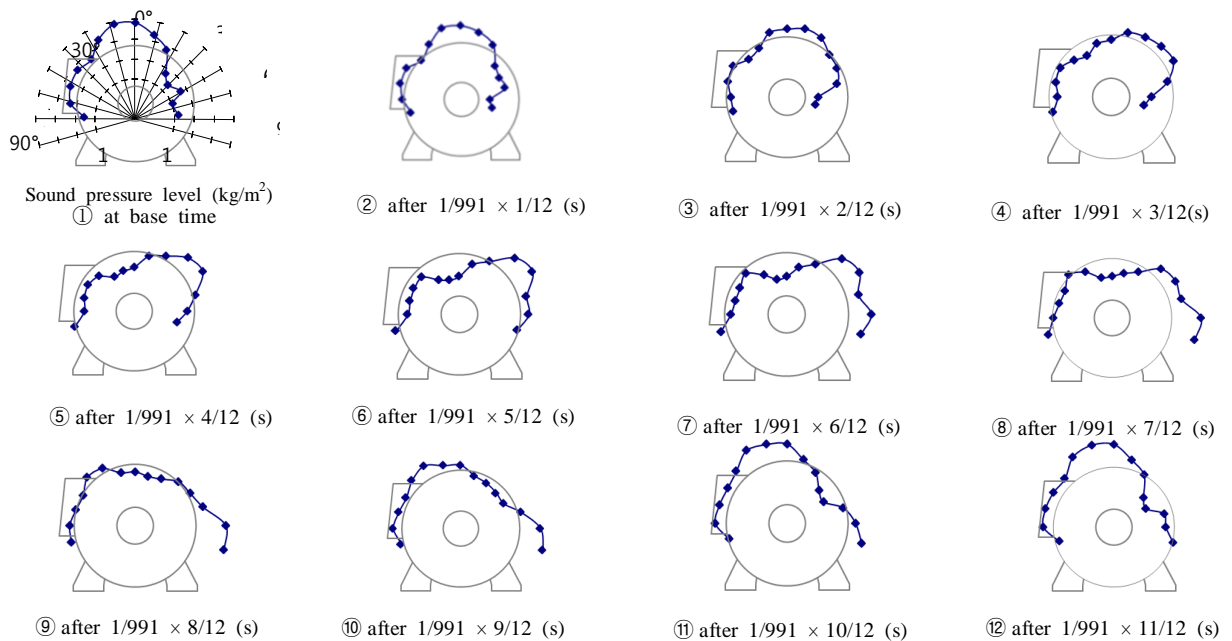 0°
30°
90°
1 1
Sound pressure level (kg/m²)
① at base time
② after 1/991 × 1/12 (s)
③ after 1/991 × 2/12 (s)
④ after 1/991 × 3/12(s)
⑤ after 1/991 × 4/12 (s)
⑥ after 1/991 × 5/12 (s)
⑦ after 1/991 × 6/12 (s)
⑧ after 1/991 × 7/12 (s)
⑨ after 1/991 × 8/12 (s)
⑩ after 1/991 × 9/12 (s)
⑪ after 1/991 × 10/12 (s)
⑫ after 1/991 × 11/12 (s)